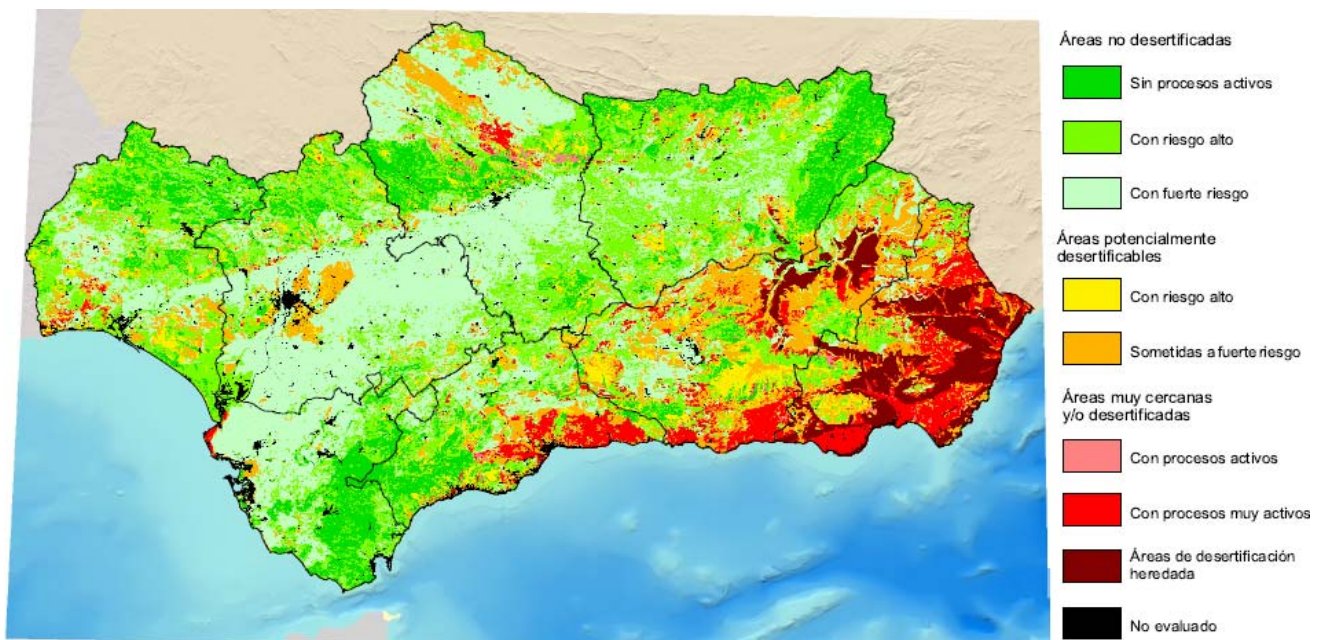 Áreas no desertificadas
Sin procesos activos
Con riesgo alto
Con fuerte riesgo
Áreas potencialmente
desertificables
Con riesgo alto
Sometidas a fuerte riesgo
Áreas muy cercanas
y/o desertificadas
Con procesos activos
Con procesos muy activos
Áreas de desertificación
heredada
No evaluado